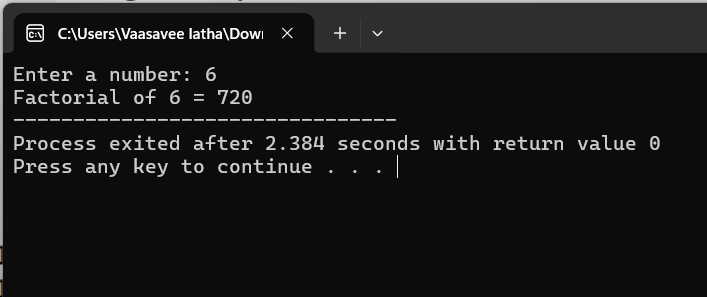 C:\Users\Vaasavee latha\Dow
Enter a number: 6
Factorial of 6 = 720
--------------------------------
Process exited after 2.384 seconds with return value 0
Press any key to continue . . .